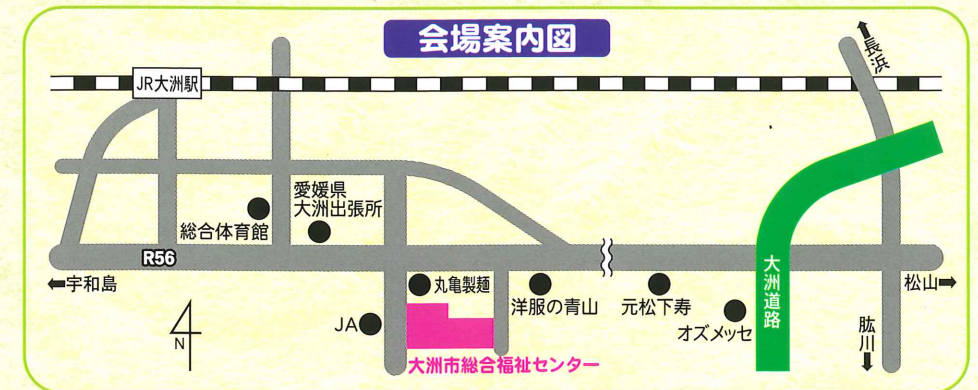 会場案内図
長浜
JR大洲駅
愛媛県
大洲出張所
総合体育館
R56
宇和島
丸亀製麺
洋服の青山
元松下寿
オズメッセ
大洲道路
松山
JA
肱川
大洲市総合福祉センター
N